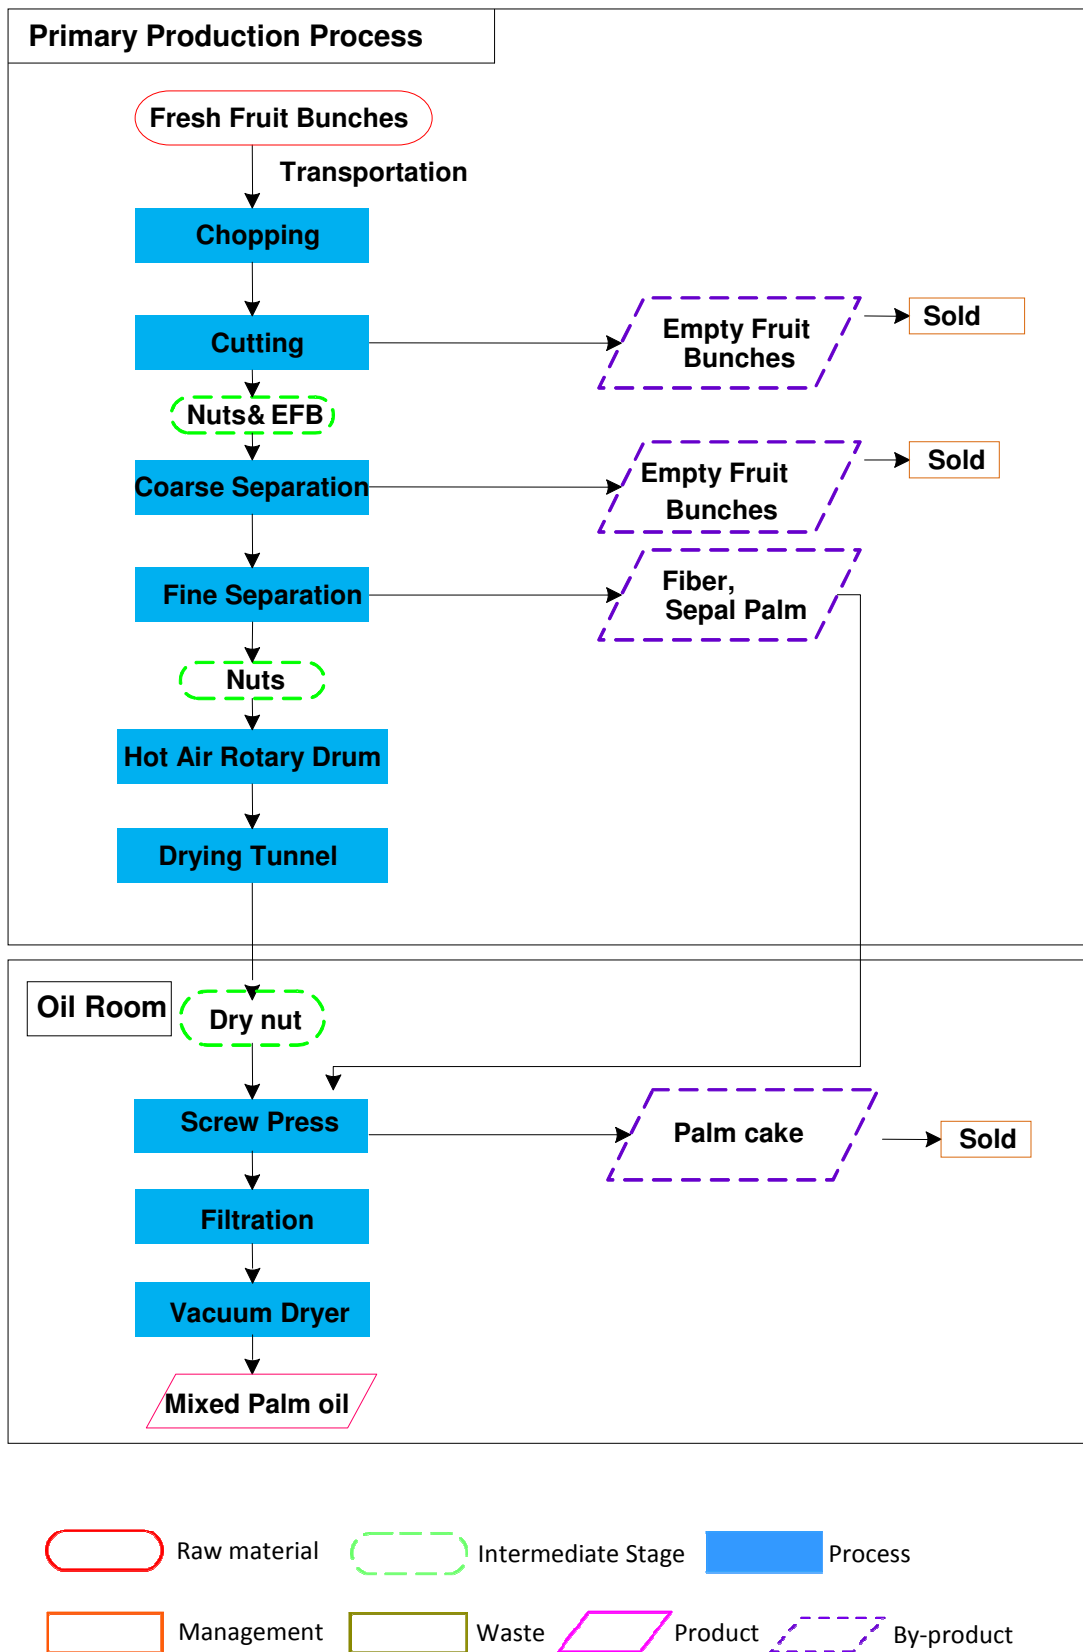 Primary Production Process
Fresh Fruit Bunches
Transportation
Chopping
Cutting
Empty Fruit
Bunches
Sold
Nuts& EFB
Coarse Separation
Empty Fruit
Bunches
Sold
Fine Separation
Fiber,
Sepal Palm
Nuts
Hot Air Rotary Drum
Drying Tunnel
Oil Room
Dry nut
Screw Press
Palm cake
Sold
Filtration
Vacuum Dryer
Mixed Palm oil
Raw material
Intermediate Stage
Process
Management
Waste
Product
By-product